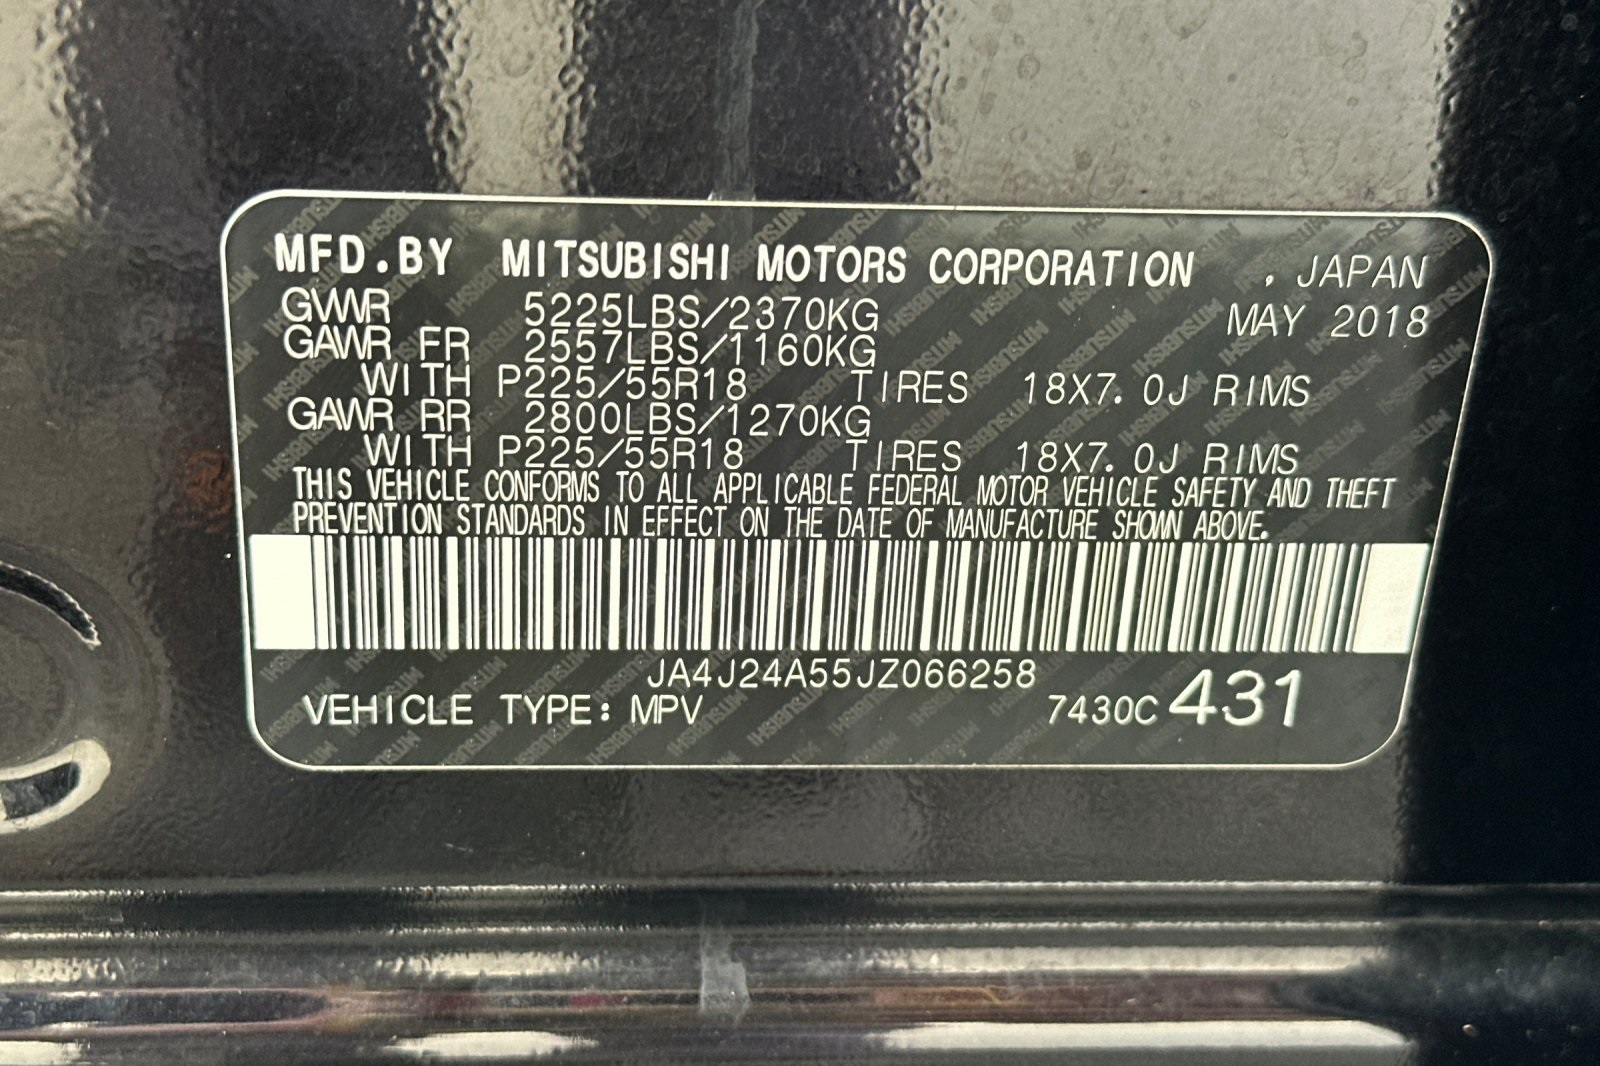 MFD.BY MITSUBISHI MOTORS CORPORATION , JAPAN
GVWR 5225LBS/2370KG MAY 2018
GAWR FR 2557LBS/1160KG
WITH P225/55R18 TIRES 18X7.0J RIMS
GAWR RR 2800LBS/1270KG
WITH P225/55R18 TIRES 18X7.0J RIMS
THIS VEHICLE CONFORMS TO ALL APPLICABLE FEDERAL MOTOR VEHICLE SAFETY AND THEFT
PREVENTION STANDARDS IN EFFECT ON THE DATE OF MANUFACTURE SHOWN ABOVE.
JA4J24A55JZ066258
VEHICLE TYPE: MPV 7430C 431